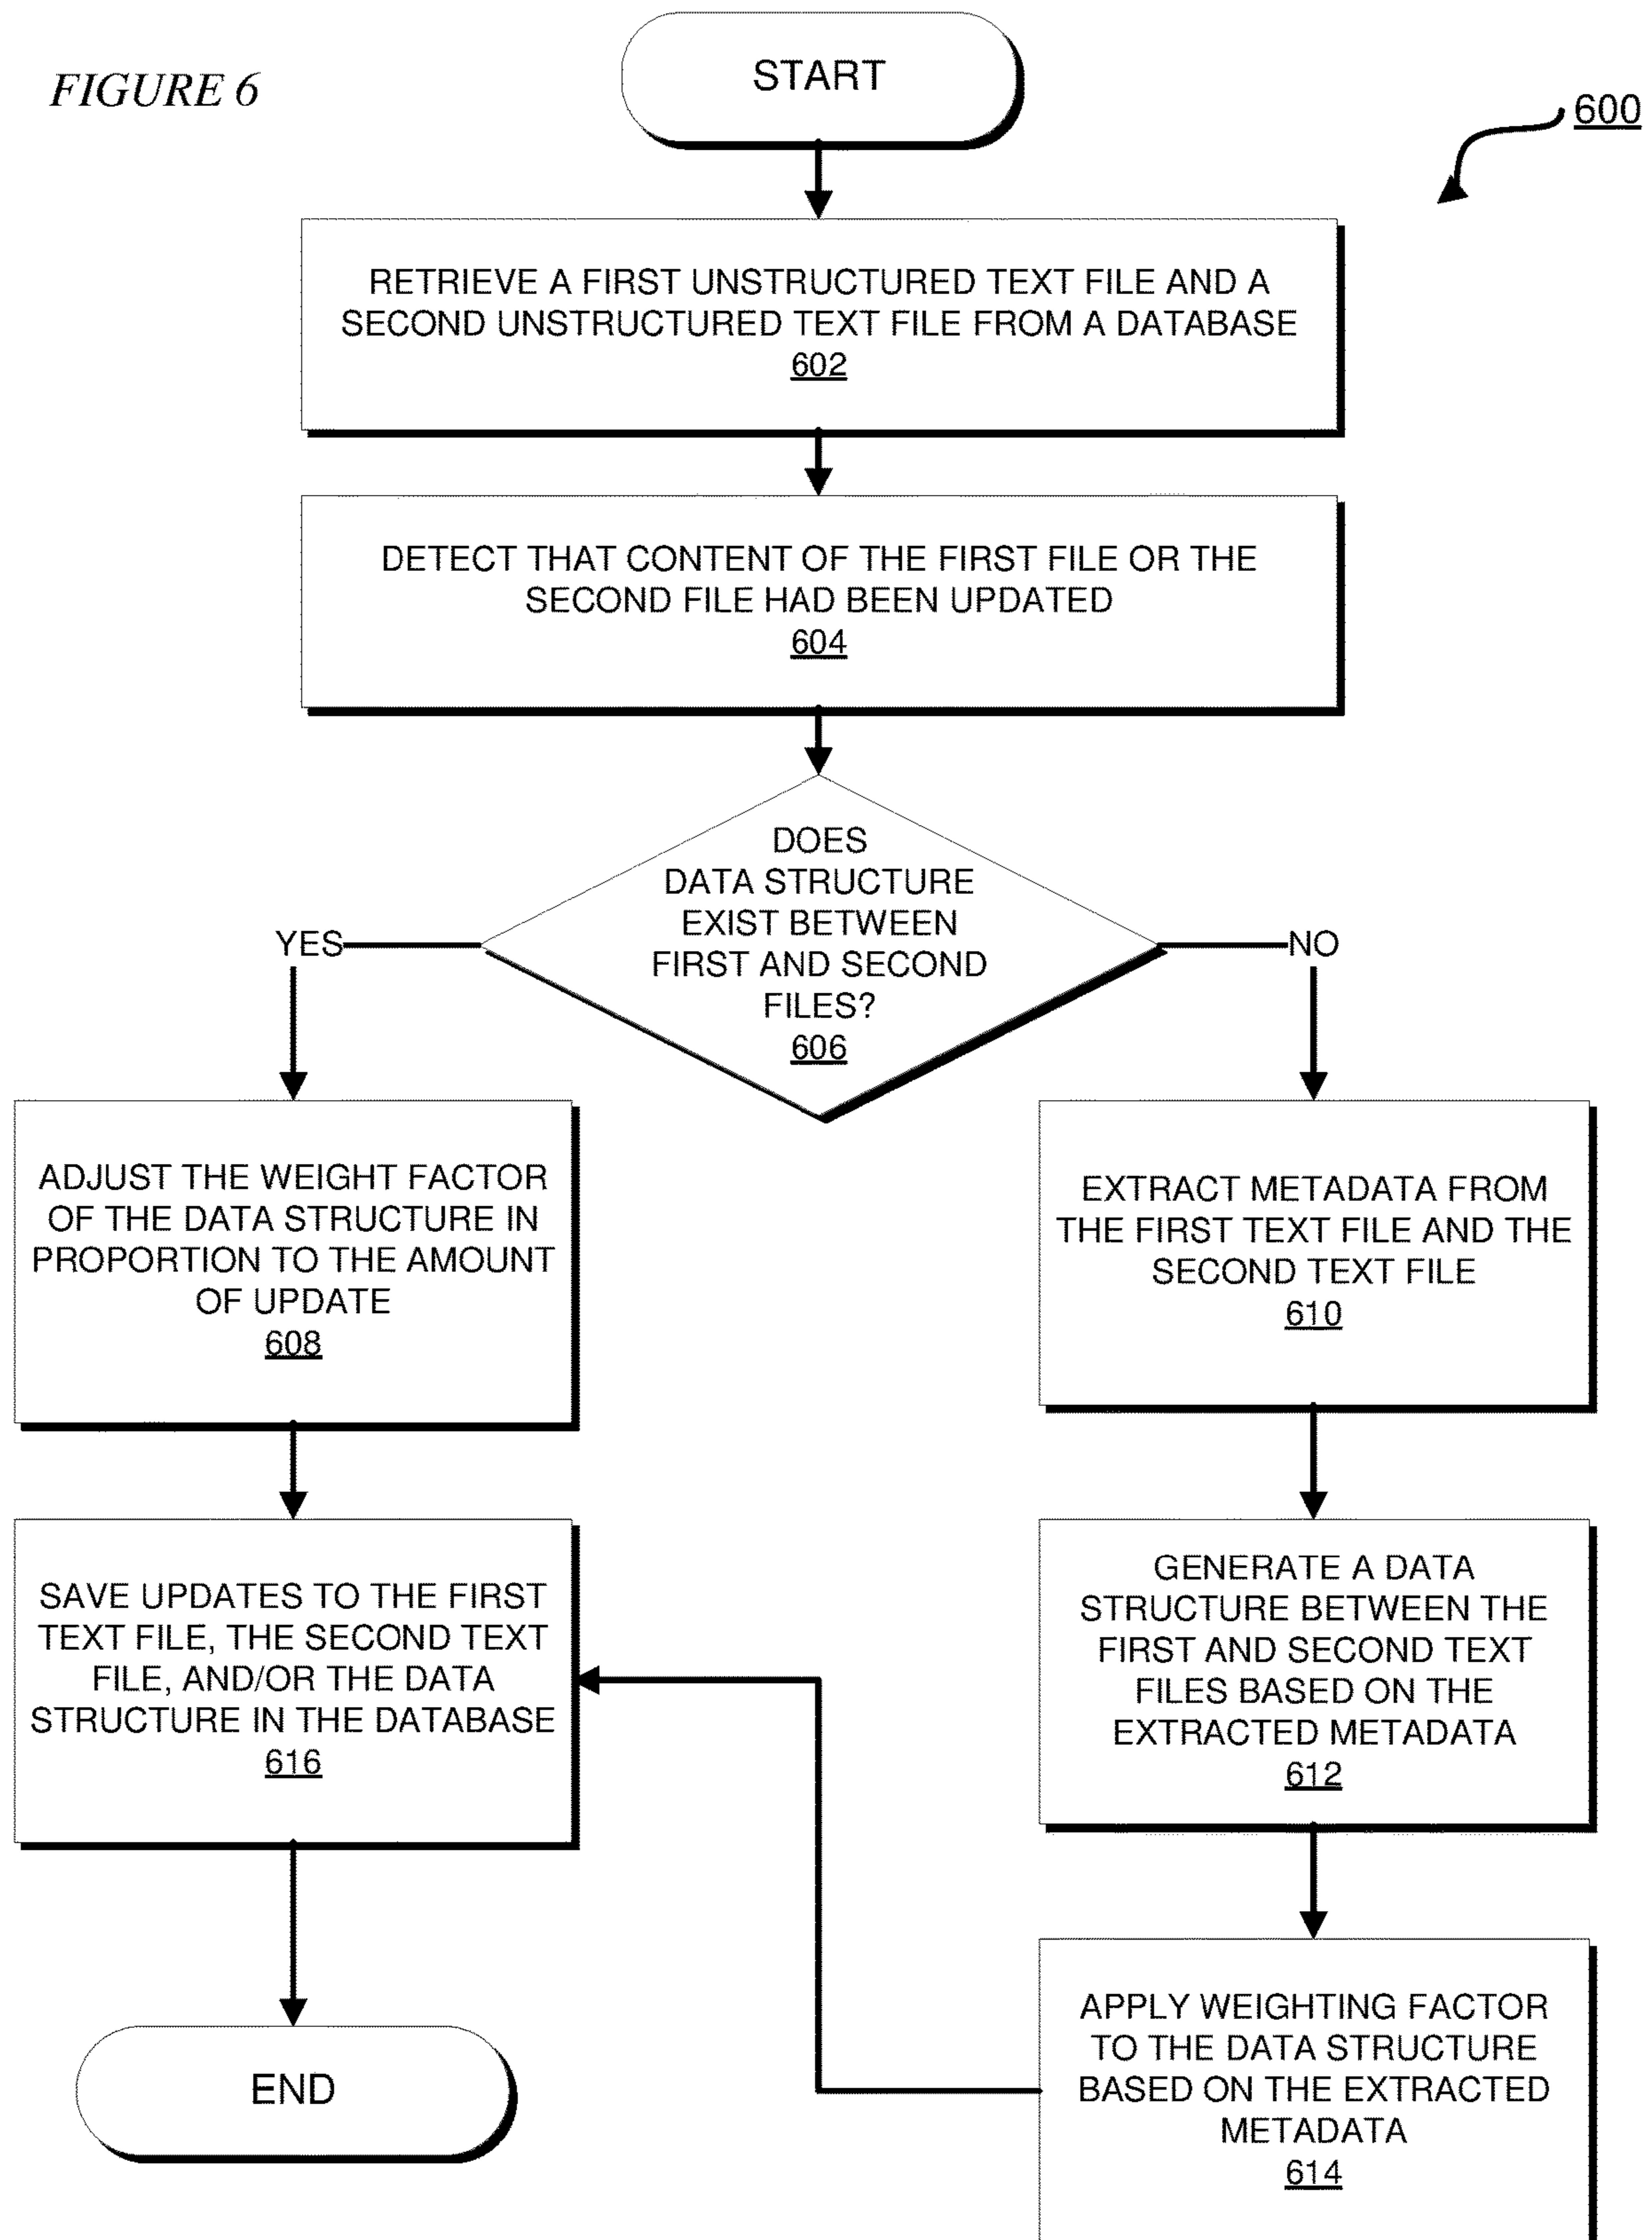 FIGURE 6
START
600
RETRIEVE A FIRST UNSTRUCTURED TEXT FILE AND A
SECOND UNSTRUCTURED TEXT FILE FROM A DATABASE
602
DETECT THAT CONTENT OF THE FIRST FILE OR THE
SECOND FILE HAD BEEN UPDATED
604
DOES
DATA STRUCTURE
EXIST BETWEEN
FIRST AND SECOND
FILES?
606
YES
NO
ADJUST THE WEIGHT FACTOR
OF THE DATA STRUCTURE IN
PROPORTION TO THE AMOUNT
OF UPDATE
608
EXTRACT METADATA FROM
THE FIRST TEXT FILE AND THE
SECOND TEXT FILE
610
SAVE UPDATES TO THE FIRST
TEXT FILE, THE SECOND TEXT
FILE, AND/OR THE DATA
STRUCTURE IN THE DATABASE
616
GENERATE A DATA
STRUCTURE BETWEEN THE
FIRST AND SECOND TEXT
FILES BASED ON THE
EXTRACTED METADATA
612
END
APPLY WEIGHTING FACTOR
TO THE DATA STRUCTURE
BASED ON THE EXTRACTED
METADATA
614